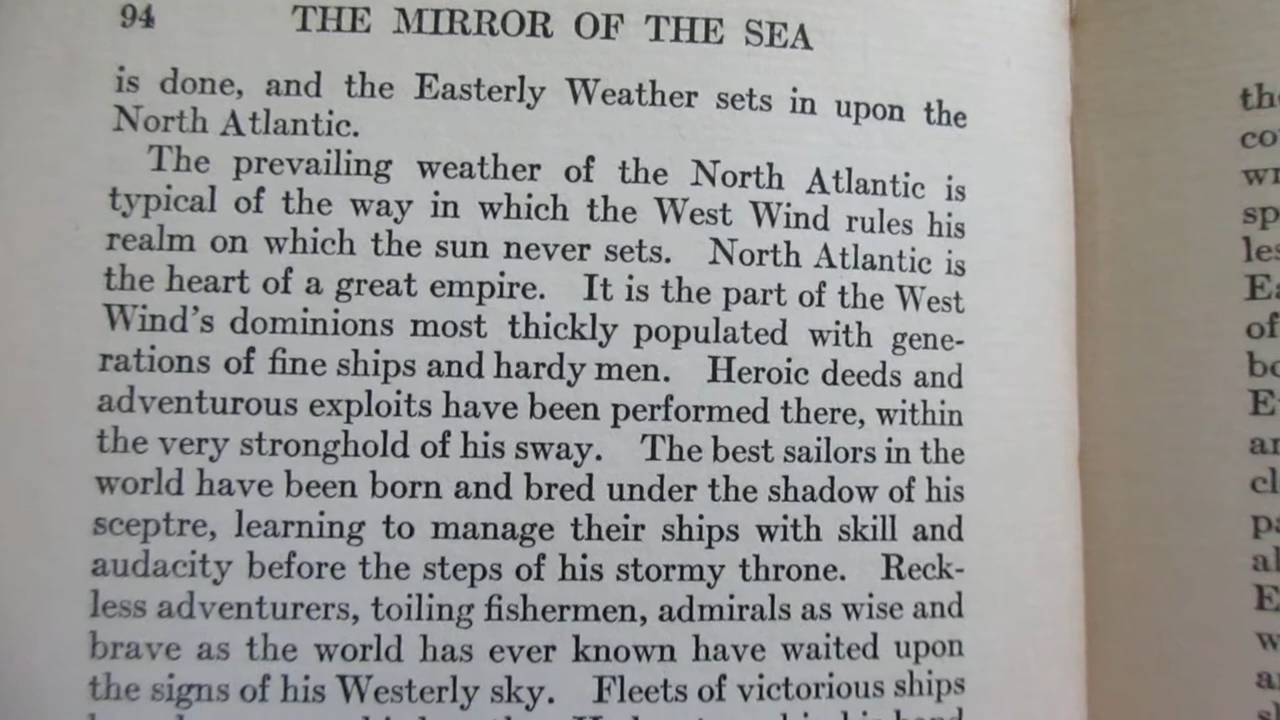 94 THE MIRROR OF THE SEA
is done, and the Easterly Weather sets in upon the
North Atlantic.
The prevailing weather of the North Atlantic is
typical of the way in which the West Wind rules his
realm on which the sun never sets. North Atlantic is
the heart of a great empire. It is the part of the West
Wind's dominions most thickly populated with gene-
rations of fine ships and hardy men. Heroic deeds and
adventurous exploits have been performed there, within
the very stronghold of his sway. The best sailors in the
world have been born and bred under the shadow of his
sceptre, learning to manage their ships with skill and
audacity before the steps of his stormy throne. Reck-
less adventurers, toiling fishermen, admirals as wise and
brave as the world has ever known have waited upon
the signs of his Westerly sky. Fleets of victorious ships